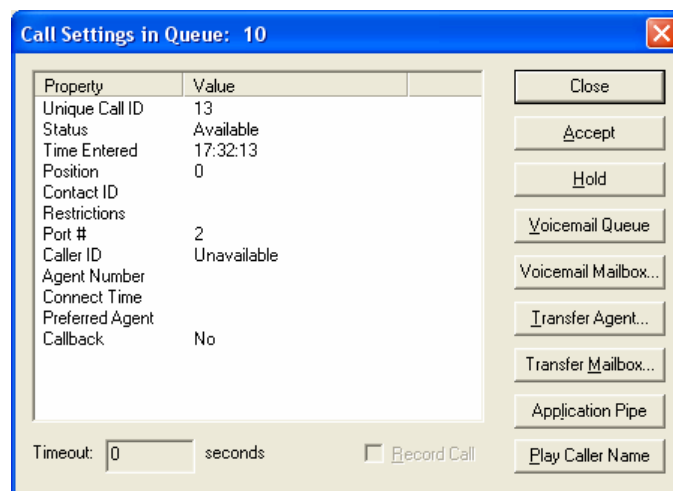 Call Settings in Queue: 10
Property Value
Unique Call ID 13
Status Available
Time Entered 17:32:13
Position 0
Contact ID
Restrictions
Port # 2
Caller ID Unavailable
Agent Number
Connect Time
Preferred Agent
Callback No
Close
Accept
Hold
Voicemail Queue
Voicemail Mailbox...
Transfer Agent...
Transfer Mailbox...
Application Pipe
Play Caller Name
Timeout: 0 seconds
Record Call